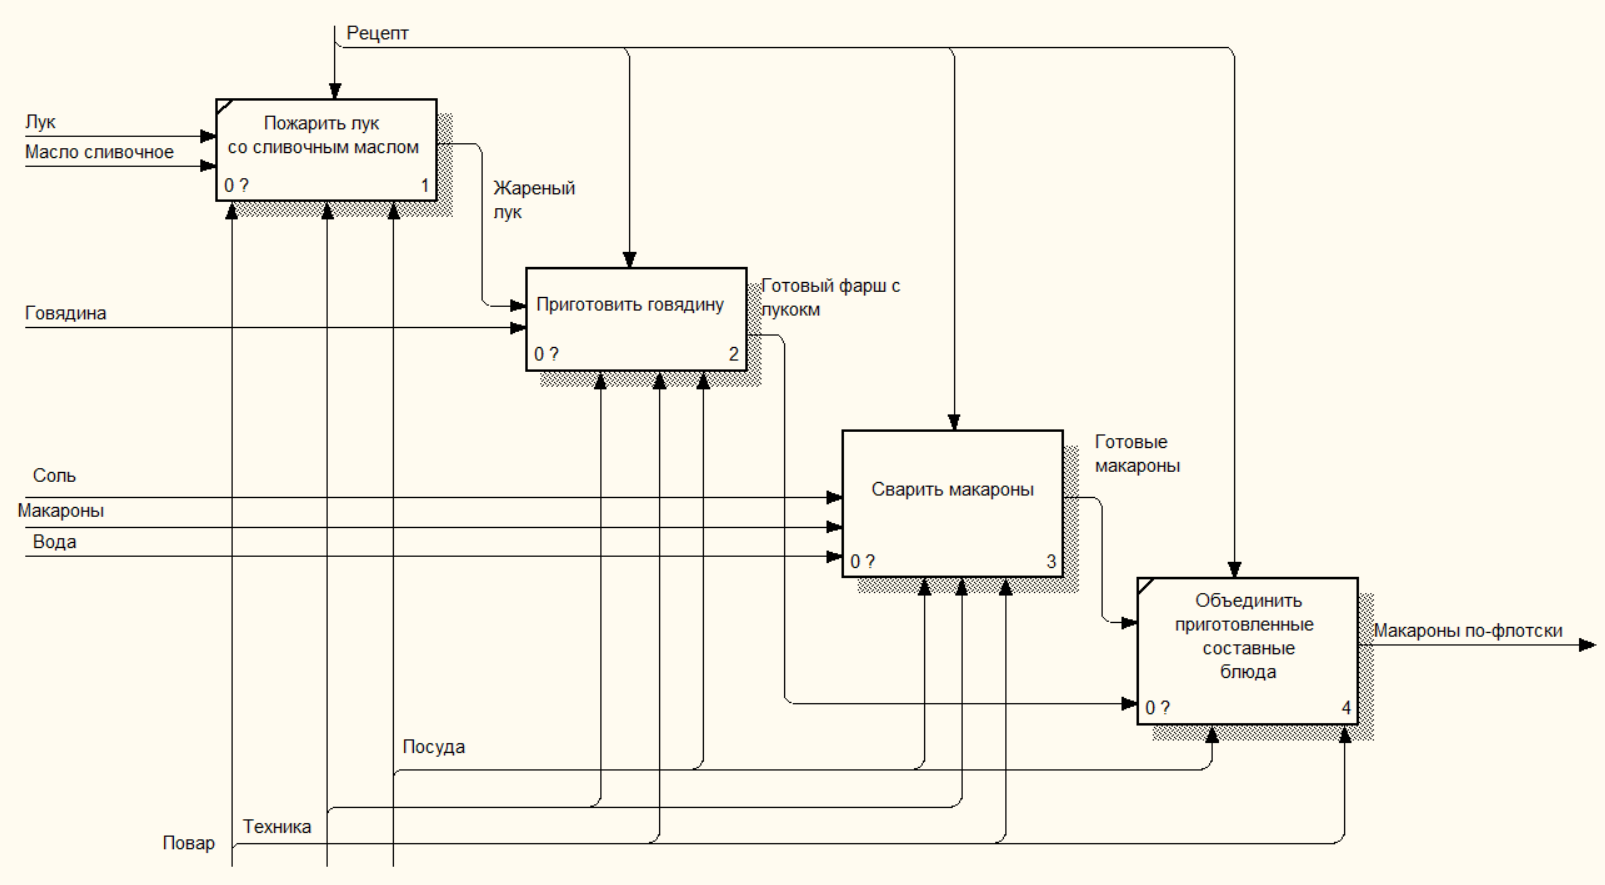 Рецепт
Лук
Масло сливочное
Пожарить лук
со сливочным маслом
0 ?
1
Жареный
лук
Говядина
Приготовить говядину
0 ?
2
Готовый фарш с
лукокм
Соль
Макароны
Вода
Сварить макароны
0 ?
3
Готовые
макароны
Объединить
приготовленные
составные
блюда
0 ?
4
Макароны по-флотски
Посуда
Техника
Повар